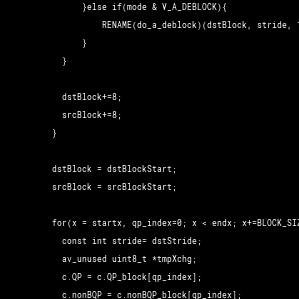 }else if(mode & V_A_DEBLOCK){
RENAME(do_a_deblock)(dstBlock, stride,
}
}
dstBlock+=8;
srcBlock+=8;
}
dstBlock = dstBlockStart;
srcBlock = srcBlockStart;
for(x = startx, qp_index=0; x < endx; x+=BLOCK_SIZ
const int stride= dstStride;
av_unused uint8_t *tmpXchg;
c.QP = c.QP_block[qp_index];
c.nonBQP = c.nonBQP_block[qp_index];